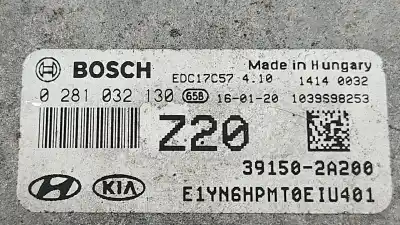 BOSCH EDC17C57 4.10 Made in Hungary
1414 0032
0 281 032 130 658 16-01-20 1039S98253
Z20
39150-2A200
KIA E1YN6HPMT0EIU401